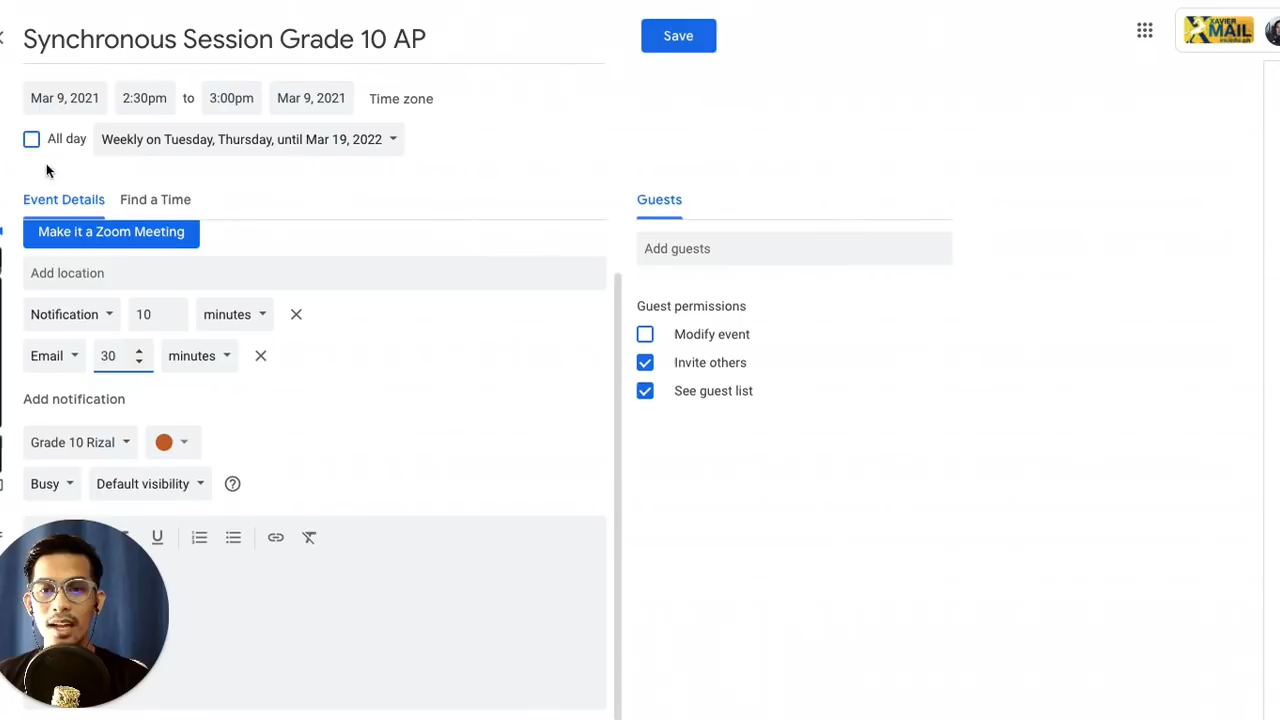 Synchronous Session Grade 10 AP
Save
XAVIER
MAIL
Mar 9, 2021 2:30pm to 3:00pm Mar 9, 2021 Time zone
All day Weekly on Tuesday, Thursday, until Mar 19, 2022
Event Details Find a Time
Guests
Make it a Zoom Meeting
Add guests
Add location
Notification 10 minutes
Guest permissions
Modify event
Email 30 minutes
Invite others
See guest list
Add notification
Grade 10 Rizal
Busy Default visibility